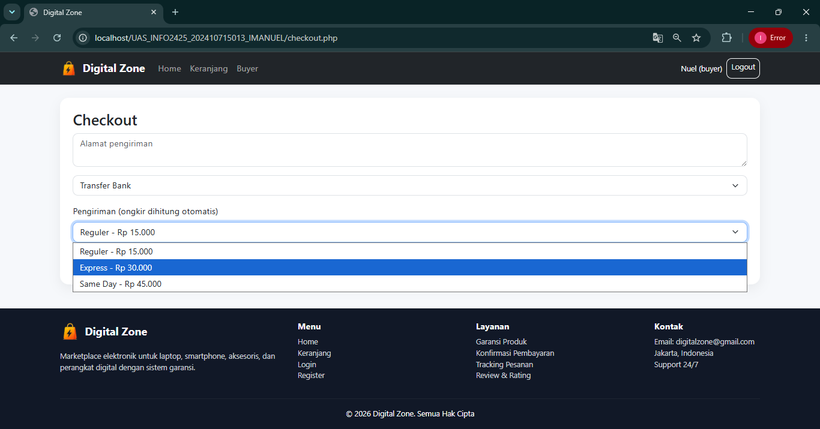 Digital Zone
localhost/UAS_INFO2425_202410715013_IMANUEL/checkout.php
I Error
Digital Zone Home Keranjang Buyer Nuel (buyer) Logout
Checkout
Alamat pengiriman
Transfer Bank
Pengiriman (ongkir dihitung otomatis)
Reguler - Rp 15.000
Reguler - Rp 15.000
Express - Rp 30.000
Same Day - Rp 45.000
Digital Zone
Marketplace elektronik untuk laptop, smartphone, aksesoris, dan
perangkat digital dengan sistem garansi.
Menu
Home
Keranjang
Login
Register
Layanan
Garansi Produk
Konfirmasi Pembayaran
Tracking Pesanan
Review & Rating
Kontak
Email: digitalzone@gmail.com
Jakarta, Indonesia
Support 24/7
© 2026 Digital Zone. Semua Hak Cipta